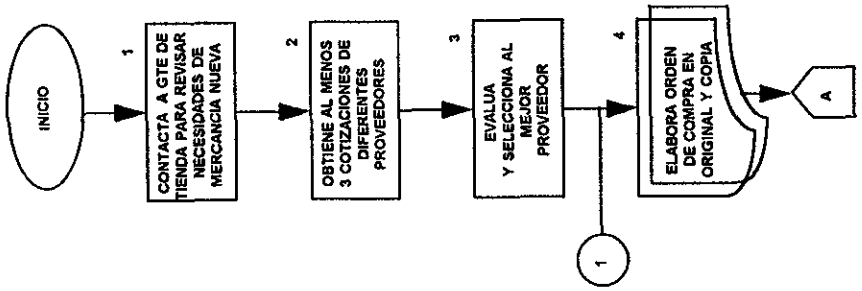 INICIO
1
CONTACTA A GTE DE
TIENDA PARA REVISAR
NECESIDADES DE
MERCANCIA NUEVA
2
OBTIENE AL MENOS
3 COTIZACIONES DE
DIFERENTES
PROVEEDORES
3
EVALUA
Y SELECCIONA AL
MEJOR
PROVEEDOR
1
4
ELABORA ORDEN
DE COMPRA EN
ORIGINAL Y COPIA
A